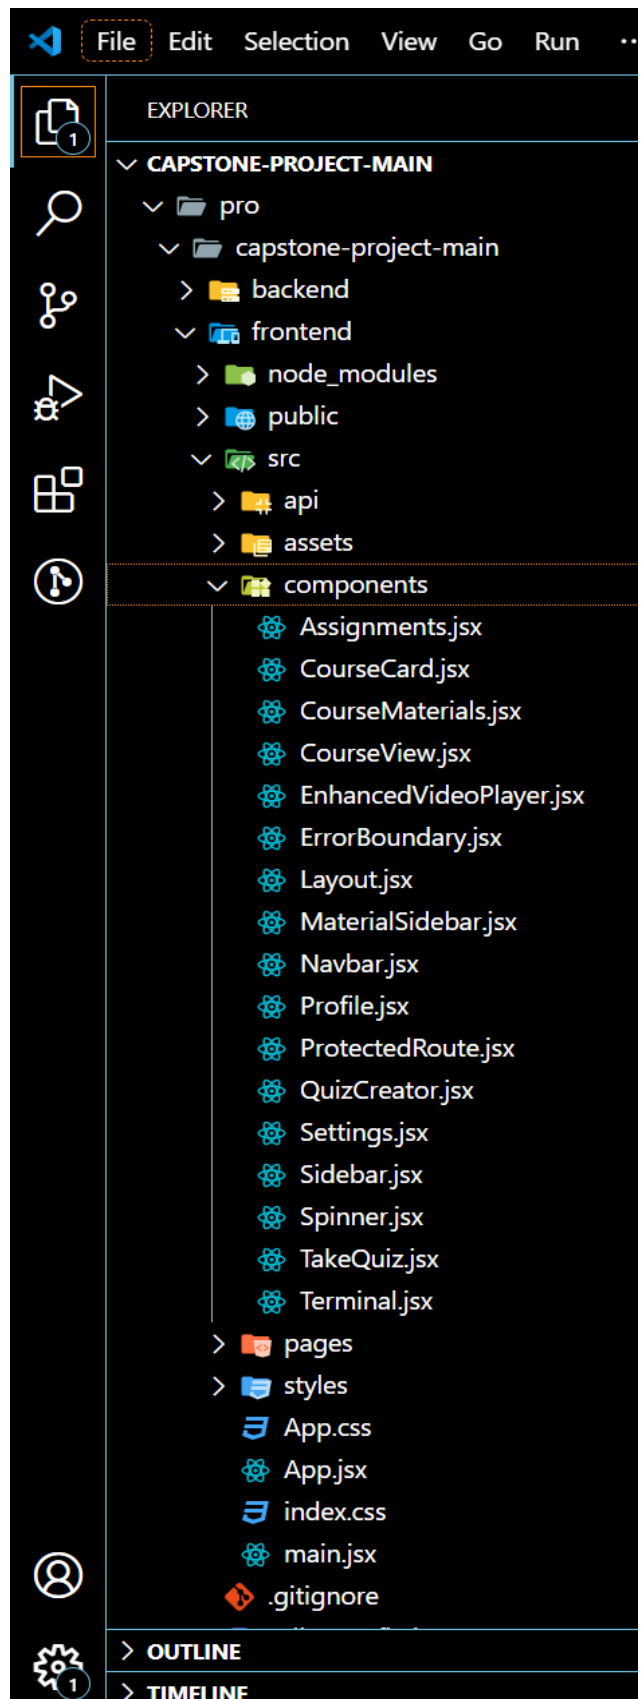 File Edit Selection View Go Run ··
EXPLORER
1
CAPSTONE-PROJECT-MAIN
pro
capstone-project-main
backend
frontend
node_modules
public
src
api
assets
components
Assignments.jsx
CourseCard.jsx
CourseMaterials.jsx
CourseView.jsx
EnhancedVideoPlayer.jsx
ErrorBoundary.jsx
Layout.jsx
MaterialSidebar.jsx
Navbar.jsx
Profile.jsx
ProtectedRoute.jsx
QuizCreator.jsx
Settings.jsx
Sidebar.jsx
Spinner.jsx
TakeQuiz.jsx
Terminal.jsx
pages
styles
App.css
App.jsx
index.css
main.jsx
.gitignore
OUTLINE
1
TIMELINE